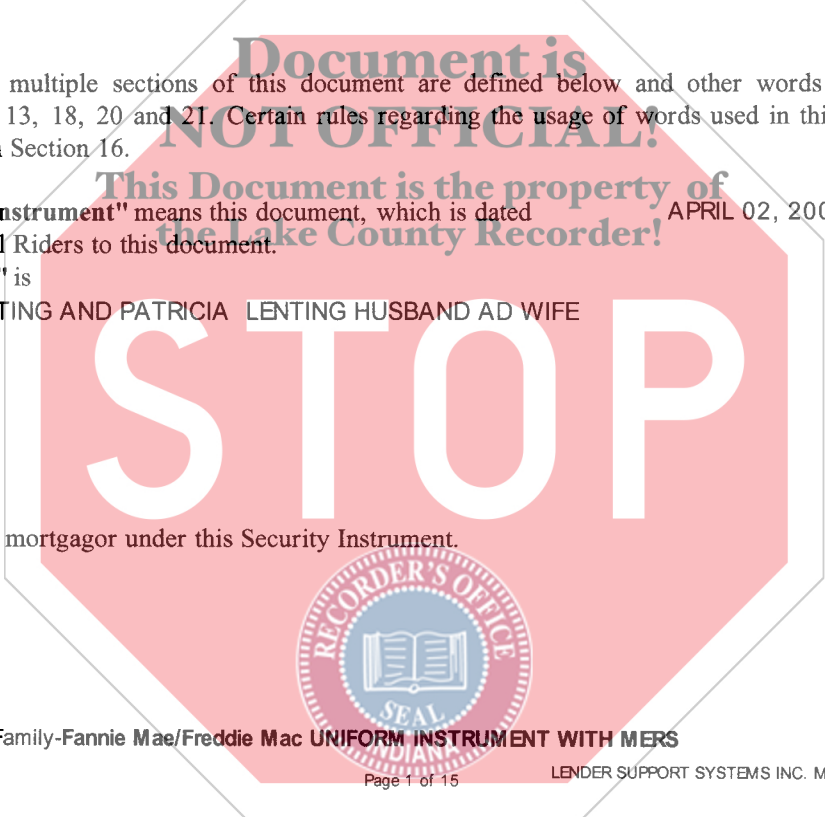 Document is
multiple sections of this document are defined below and other words
13, 18, 20 and 21. Certain rules regarding the usage of words used in thi
NOT OFFICIAL!
Section 16.
This Document is the property of
nstrument" means this document, which is dated APRIL 02, 200
the Lake County Recorder!
l Riders to this document.
" is
TING AND PATRICIA LENTING HUSBAND AD WIFE
STOP
mortgagor under this Security Instrument.
RECORDER'S OFFICE
SEAL
INDIANA
Family-Fannie Mae/Freddie Mac UNIFORM INSTRUMENT WITH MERS
Page 1 of 15
LENDER SUPPORT SYSTEMS INC. M